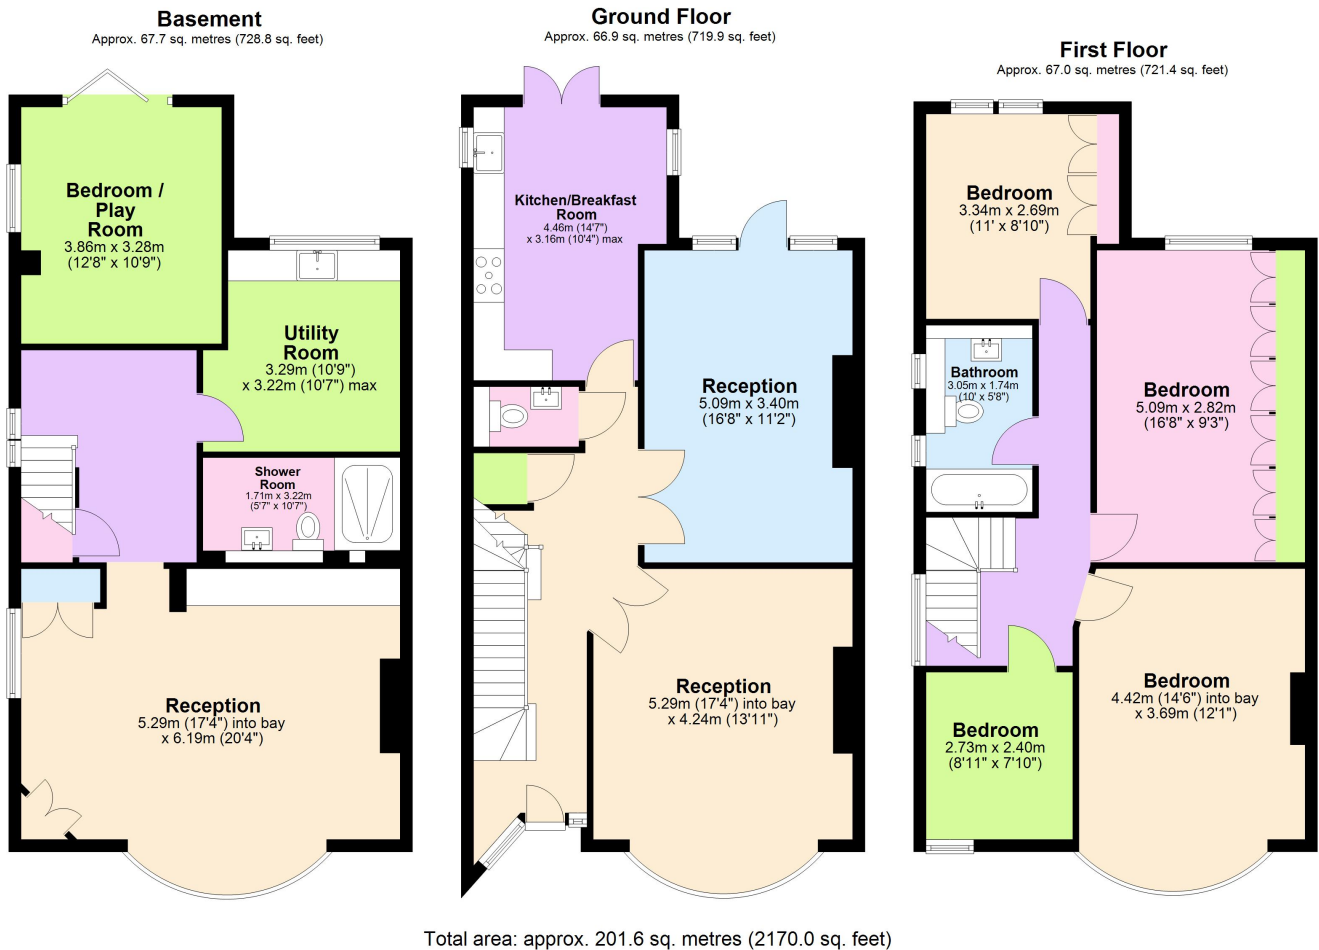 Basement
Approx. 67.7 sq. metres (728.8 sq. feet)
Bedroom /
Play
Room
3.86m x 3.28m
(12'8" x 10'9")
Utility
Room
3.29m (10'9")
x 3.22m (10'7") max
Shower
Room
1.71m x 3.22m
(5'7" x 10'7")
Reception
5.29m (17'4") into bay
x 6.19m (20'4")
Ground Floor
Approx. 66.9 sq. metres (719.9 sq. feet)
Kitchen/Breakfast
Room
4.46m (14'7")
x 3.16m (10'4") max
Reception
5.09m x 3.40m
(16'8" x 11'2")
Reception
5.29m (17'4") into bay
x 4.24m (13'11")
First Floor
Approx. 67.0 sq. metres (721.4 sq. feet)
Bedroom
3.34m x 2.69m
(11' x 8'10")
Bathroom
3.05m x 1.74m
(10' x 5'8")
Bedroom
5.09m x 2.82m
(16'8" x 9'3")
Bedroom
4.42m (14'6") into bay
x 3.69m (12'1")
Bedroom
2.73m x 2.40m
(8'11" x 7'10")
Total area: approx. 201.6 sq. metres (2170.0 sq. feet)